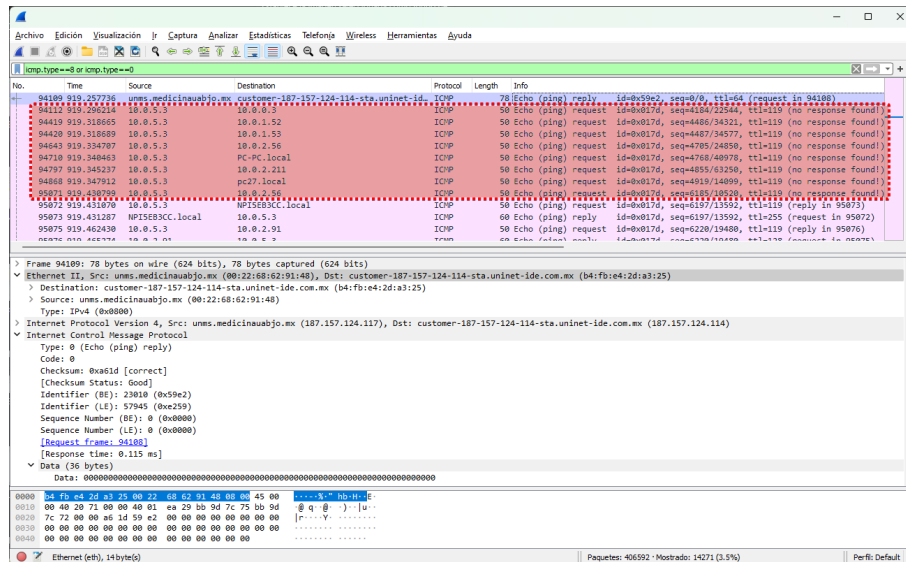 Archivo Edición Visualización Ir Captura Analizar Estadísticas Telefonía Wireless Herramientas Ayuda
icmp.type==8 or icmp.type==0
No. Time Source Destination Protocol Length Info
94109 919.257736 unms.medicinauabjo.mx customer-187-157-124-114-sta.uninet-id… ICMP 78 Echo (ping) reply id=0x59e2, seq=0/0, ttl=64 (request in 94108)
94112 919.296214 10.0.5.3 10.0.0.3 ICMP 50 Echo (ping) request id=0x017d, seq=4184/22544, ttl=119 (no response found!)
94419 919.318665 10.0.5.3 10.0.1.52 ICMP 50 Echo (ping) request id=0x017d, seq=4486/34321, ttl=119 (no response found!)
94420 919.318689 10.0.5.3 10.0.1.53 ICMP 50 Echo (ping) request id=0x017d, seq=4487/34577, ttl=119 (no response found!)
94643 919.334707 10.0.5.3 10.0.2.56 ICMP 50 Echo (ping) request id=0x017d, seq=4705/24850, ttl=119 (no response found!)
94710 919.340463 10.0.5.3 PC-PC.local ICMP 50 Echo (ping) request id=0x017d, seq=4768/40978, ttl=119 (no response found!)
94797 919.345237 10.0.5.3 10.0.2.211 ICMP 50 Echo (ping) request id=0x017d, seq=4855/63250, ttl=119 (no response found!)
94868 919.347912 10.0.5.3 pc27.local ICMP 50 Echo (ping) request id=0x017d, seq=4919/14099, ttl=119 (no response found!)
95071 919.430799 10.0.5.3 10.0.2.56 ICMP 50 Echo (ping) request id=0x017d, seq=6185/10520, ttl=119 (no response found!)
95072 919.431070 10.0.5.3 NPI5EB3CC.local ICMP 50 Echo (ping) request id=0x017d, seq=6197/13592, ttl=119 (reply in 95073)
95073 919.431287 NPI5EB3CC.local 10.0.5.3 ICMP 60 Echo (ping) reply id=0x017d, seq=6197/13592, ttl=255 (request in 95072)
95075 919.462430 10.0.5.3 10.0.2.91 ICMP 50 Echo (ping) request id=0x017d, seq=6220/19480, ttl=119 (reply in 95076)
95076 919.465274 10.0.2.91 10.0.5.3 ICMP 60 Echo (ping) reply id=0x017d, seq=6220/19480, ttl=128 (request in 95075)
Frame 94109: 78 bytes on wire (624 bits), 78 bytes captured (624 bits)
Ethernet II, Src: unms.medicinauabjo.mx (00:22:68:62:91:48), Dst: customer-187-157-124-114-sta.uninet-ide.com.mx (b4:fb:e4:2d:a3:25)
Destination: customer-187-157-124-114-sta.uninet-ide.com.mx (b4:fb:e4:2d:a3:25)
Source: unms.medicinauabjo.mx (00:22:68:62:91:48)
Type: IPv4 (0x0800)
Internet Protocol Version 4, Src: unms.medicinauabjo.mx (187.157.124.117), Dst: customer-187-157-124-114-sta.uninet-ide.com.mx (187.157.124.114)
Internet Control Message Protocol
Type: 0 (Echo (ping) reply)
Code: 0
Checksum: 0xa61d [correct]
[Checksum Status: Good]
Identifier (BE): 23010 (0x59e2)
Identifier (LE): 57945 (0xe259)
Sequence Number (BE): 0 (0x0000)
Sequence Number (LE): 0 (0x0000)
[Request frame: 94108]
[Response time: 0.115 ms]
Data (36 bytes)
Data: 000000000000000000000000000000000000000000000000000000000000000000000000
0000 b4 fb e4 2d a3 25 00 22 68 62 91 48 08 00 45 00 ·····%·" hb·H··E·
0010 00 40 20 71 00 00 40 01 ea 29 bb 9d 7c 75 bb 9d ·@ q··@· ·)··|u··
0020 7c 72 00 00 a6 1d 59 e2 00 00 00 00 00 00 00 00 |r····Y· ········
0030 00 00 00 00 00 00 00 00 00 00 00 00 00 00 00 00 ········ ········
0040 00 00 00 00 00 00 00 00 00 00 00 00 00 00 ········ ······
Ethernet (eth), 14 byte(s) Paquetes: 406592 · Mostrado: 14271 (3.5%) Perfil: Default